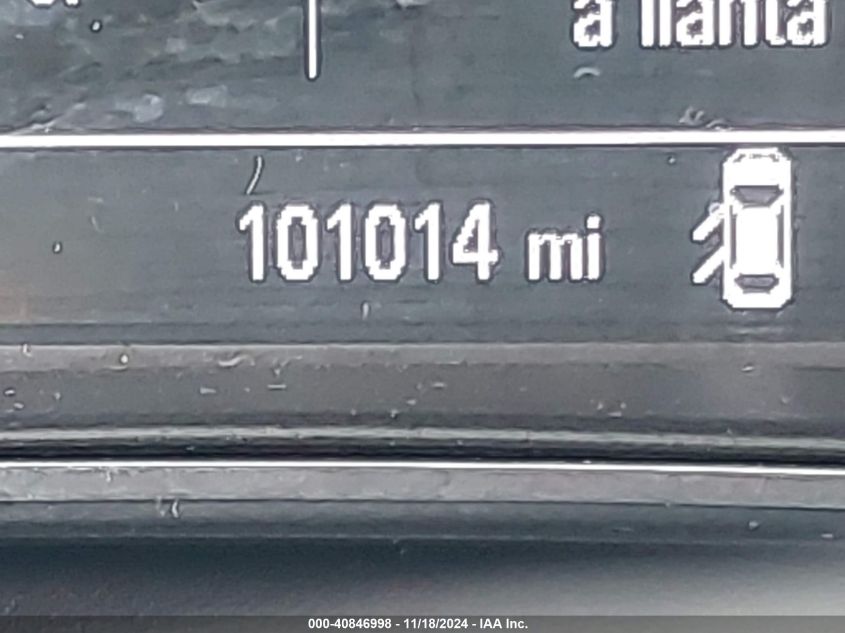 a llanta
101014 mi
000-40846998 - 11/18/2024 - IAA Inc.